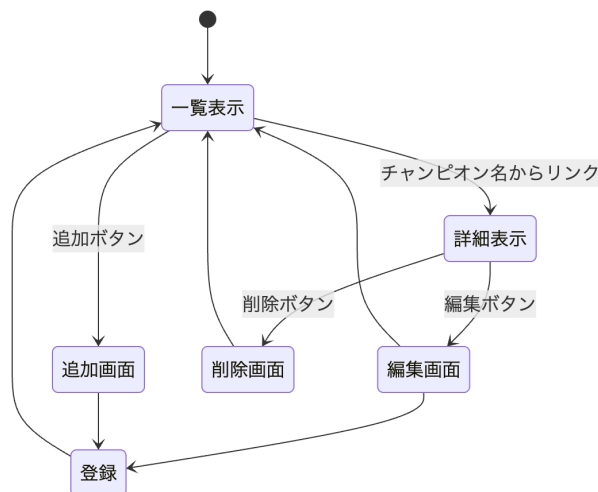 一覧表示
チャンピオン名からリンク
追加ボタン
詳細表示
削除ボタン
編集ボタン
追加画面
削除画面
編集画面
登録